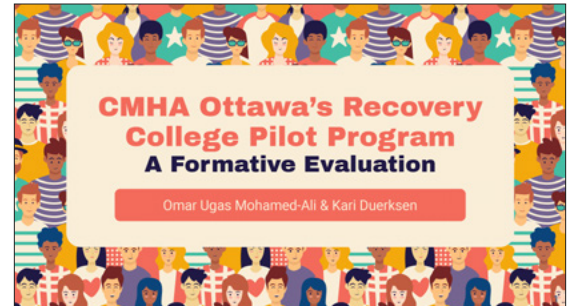 CMHA Ottawa's Recovery
College Pilot Program
A Formative Evaluation
Omar Ugas Mohamed-Ali & Kari Duerksen